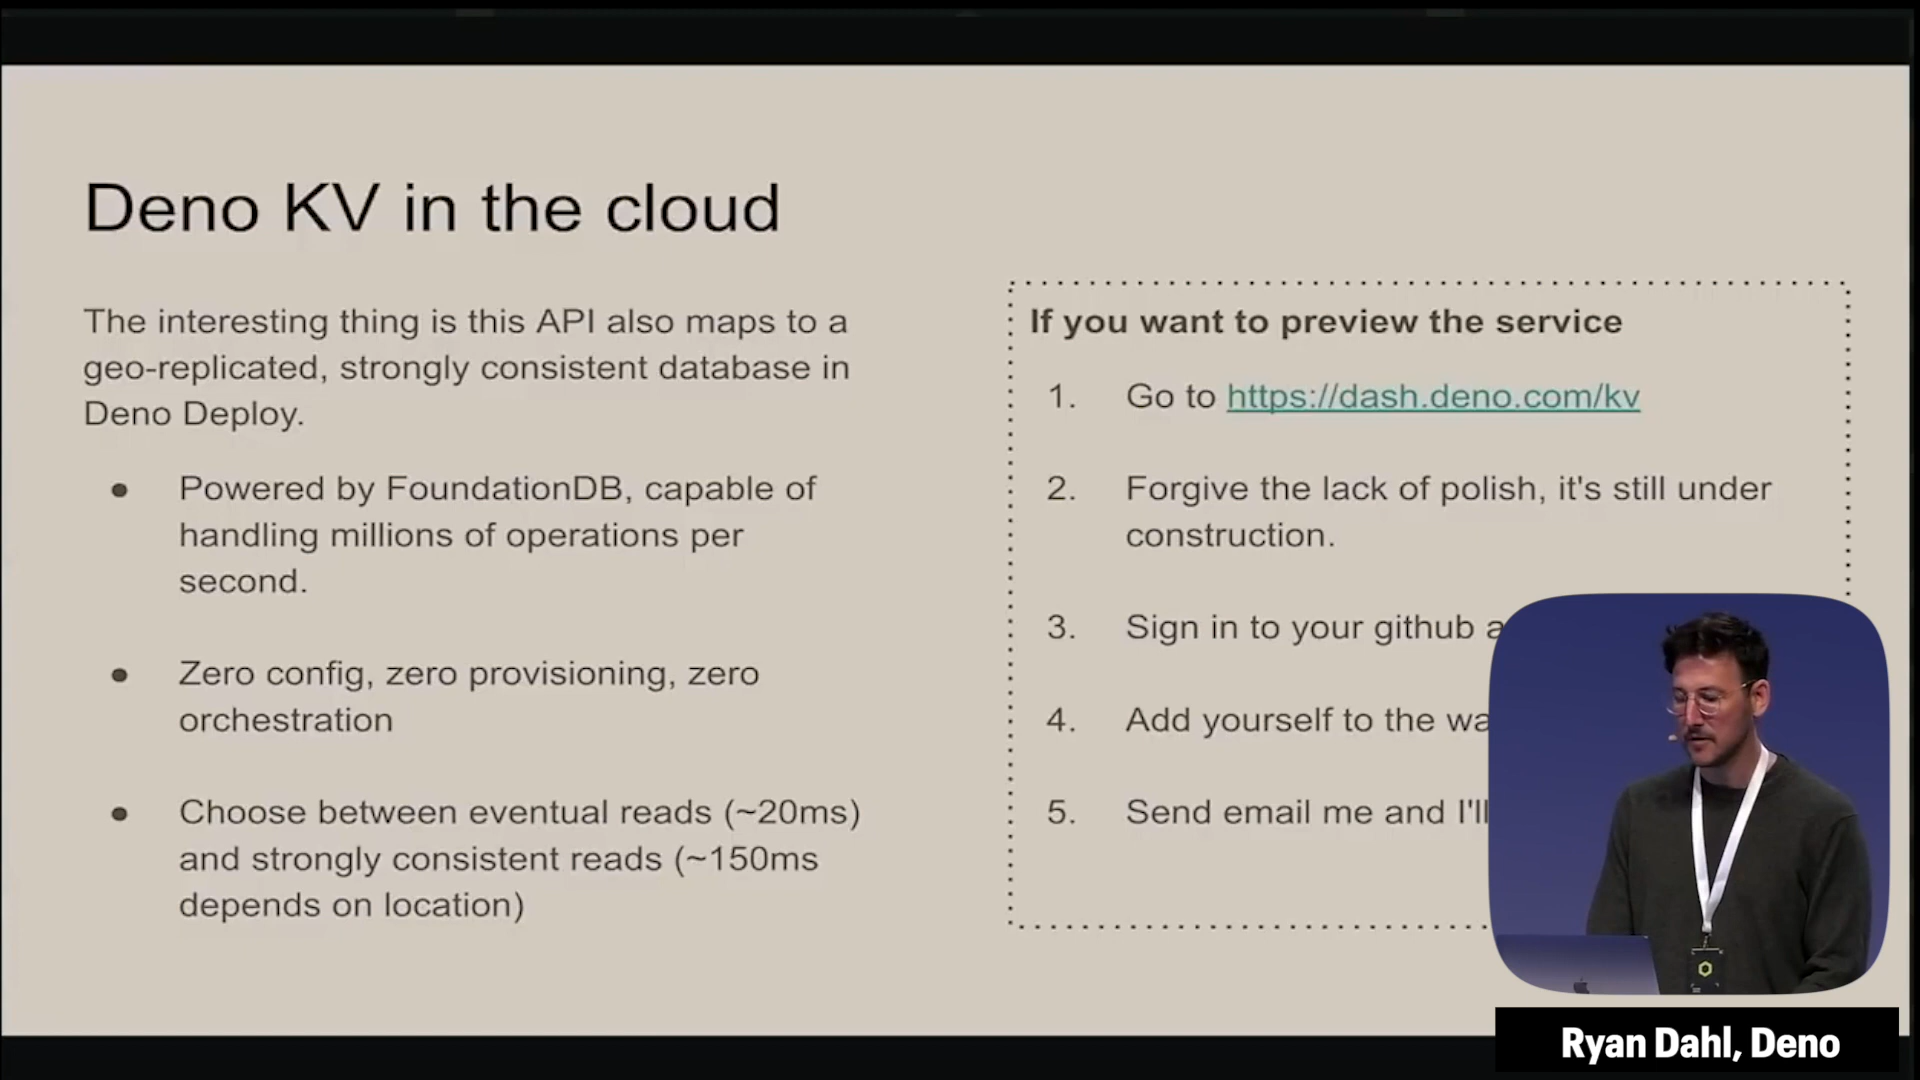 Deno KV in the cloud
The interesting thing is this API also maps to a
geo-replicated, strongly consistent database in
Deno Deploy.
● Powered by FoundationDB, capable of
handling millions of operations per
second.
● Zero config, zero provisioning, zero
orchestration
● Choose between eventual reads (~20ms)
and strongly consistent reads (~150ms
depends on location)
If you want to preview the service
1. Go to https://dash.deno.com/kv
2. Forgive the lack of polish, it's still under
construction.
3. Sign in to your github
4. Add yourself to the
5. Send email me and I'll
Ryan Dahl, Deno